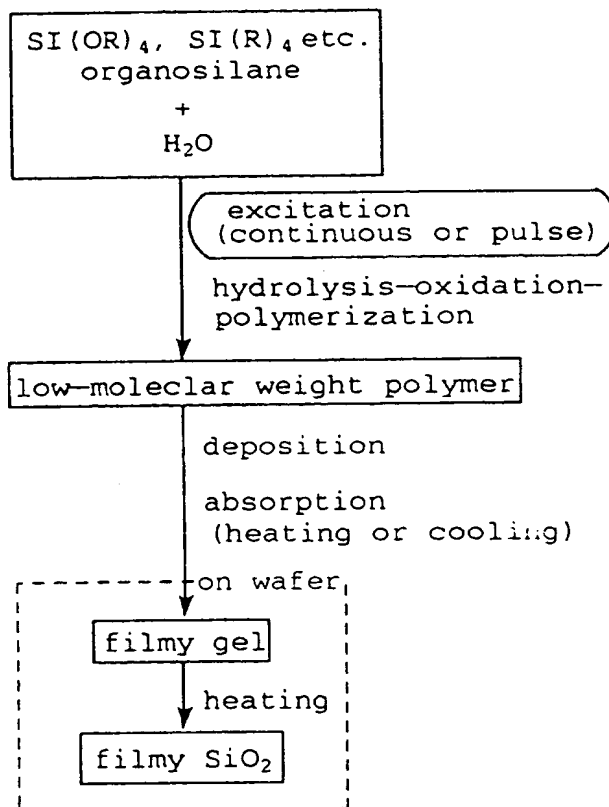 SI(OR)₄, SI(R)₄ etc.
organosilane
+
H₂O
excitation
(continuous or pulse)
hydrolysis—oxidation—
polymerization
low—moleclar weight polymer
deposition
absorption
(heating or cooling)
on wafer
filmy gel
heating
filmy SiO₂